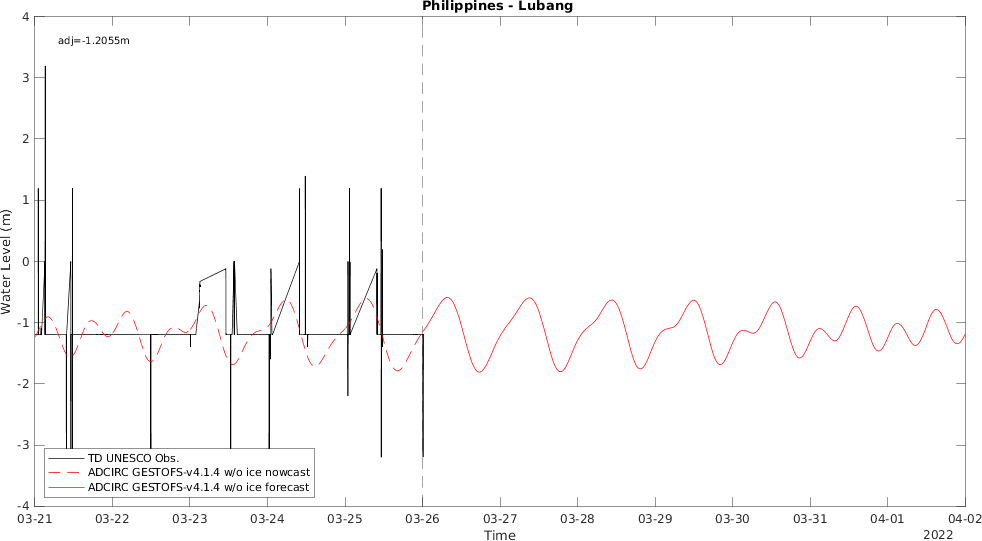 Philippines - Lubang
adj=-1.2055m
4
3
2
1
0
-1
-2
-3
-4
Water Level (m)
TD UNESCO Obs.
ADCIRC GESTOFS-v4.1.4 w/o ice nowcast
ADCIRC GESTOFS-v4.1.4 w/o ice forecast
03-21 03-22 03-23 03-24 03-25 03-26 03-27 03-28 03-29 03-30 03-31 04-01 04-02
Time
2022